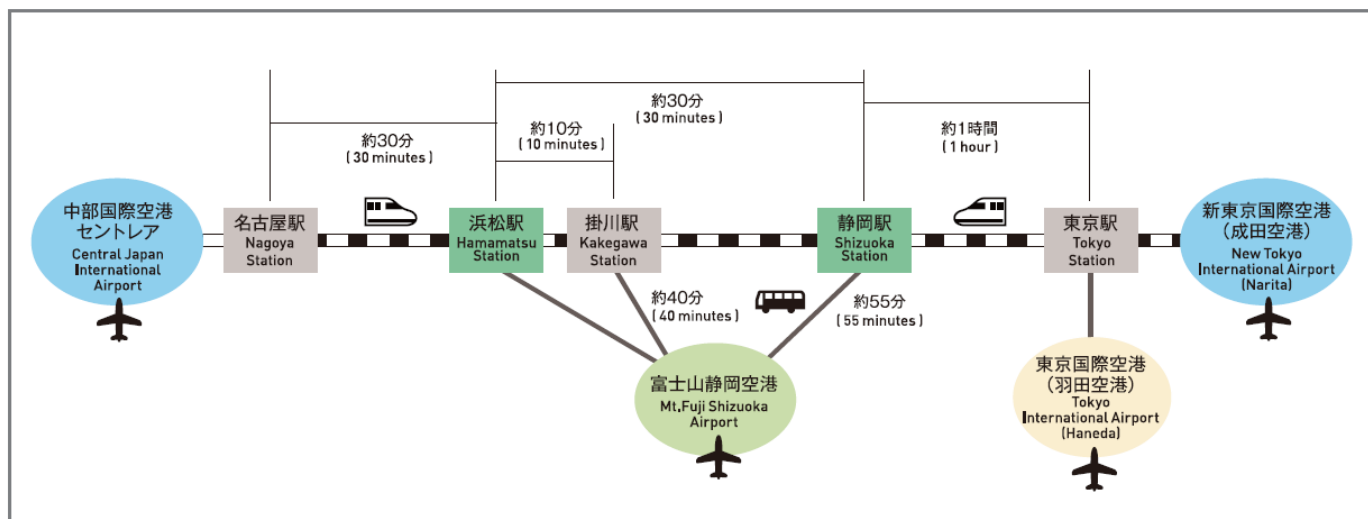 約30分
( 30 minutes )
約10分
( 10 minutes )
約30分
( 30 minutes )
約1時間
( 1 hour )
中部国際空港
セントレア
Central Japan
International
Airport
名古屋駅
Nagoya
Station
浜松駅
Hamamatsu
Station
掛川駅
Kakegawa
Station
静岡駅
Shizuoka
Station
東京駅
Tokyo
Station
新東京国際空港
（成田空港）
New Tokyo
International Airport
(Narita)
約40分
( 40 minutes )
約55分
( 55 minutes )
富士山静岡空港
Mt.Fuji Shizuoka
Airport
東京国際空港
（羽田空港）
Tokyo
International Airport
(Haneda)